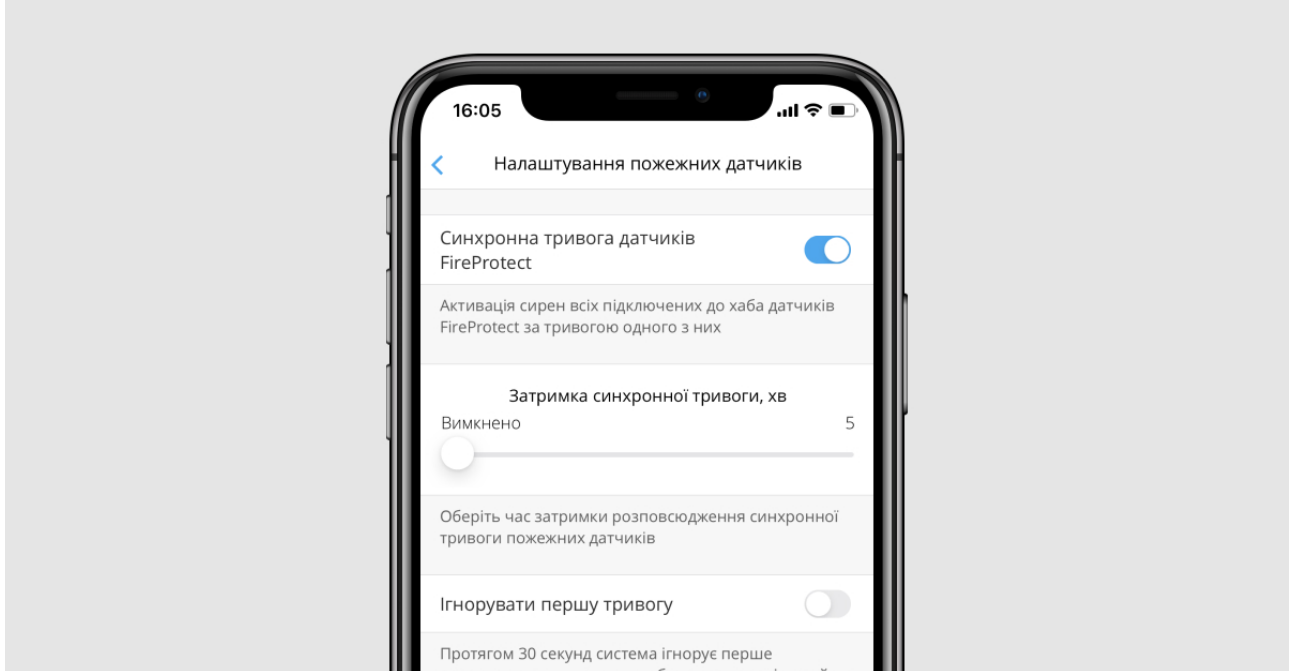 16:05
Налаштування пожежних датчиків
Синхронна тривога датчиків
FireProtect
Активація сирен всіх підключених до хаба датчиків
FireProtect за тривогою одного з них
Затримка синхронної тривоги, хв
Вимкнено 5
Оберіть час затримки розповсюдження синхронної
тривоги пожежних датчиків
Ігнорувати першу тривогу
Протягом 30 секунд система ігнорує перше